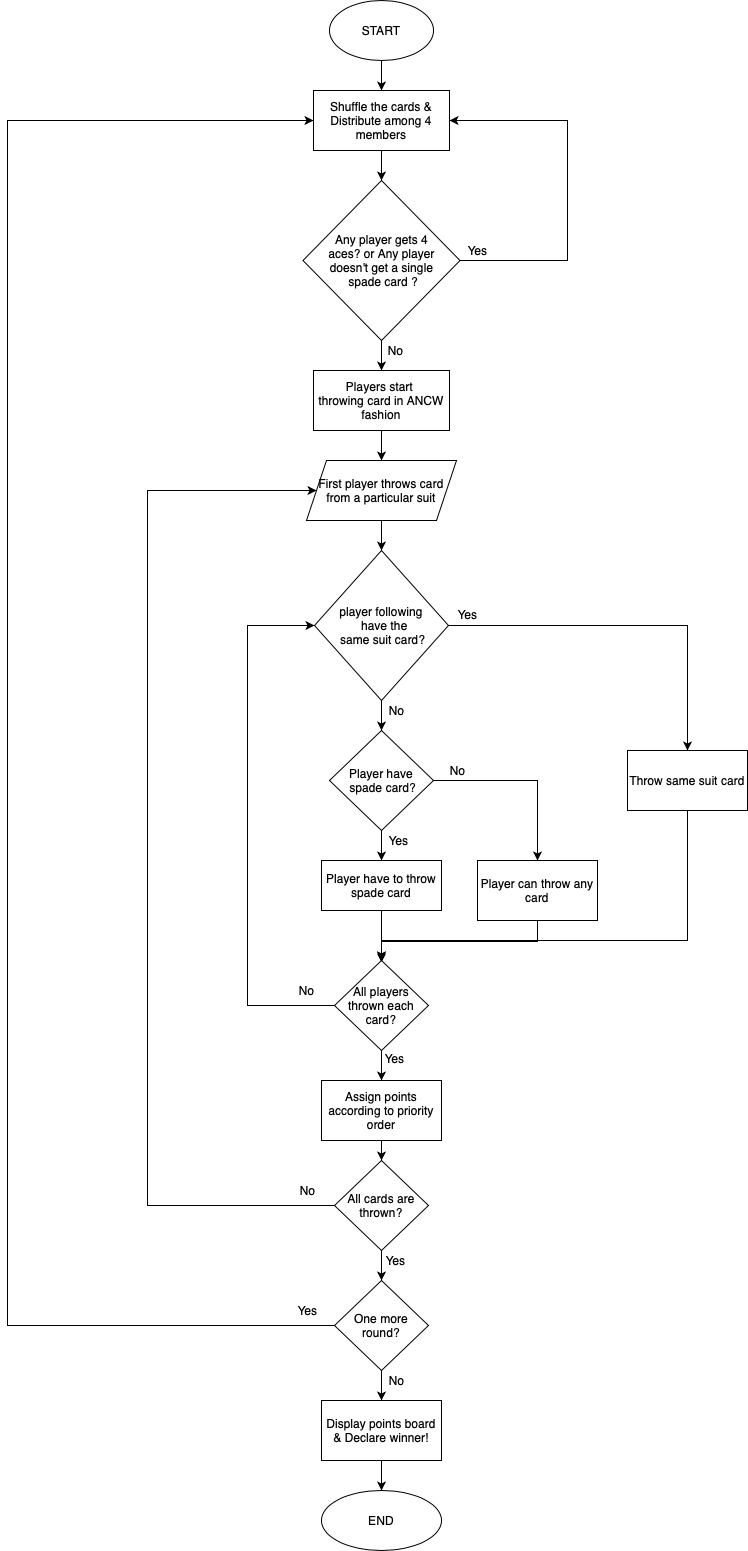 START
Shuffle the cards &
Distribute among 4
members
Any player gets 4
aces? or Any player
doesn't get a single
spade card ?
Yes
No
Players start
throwing card in ANCW
fashion
First player throws card
from a particular suit
player following
have the
same suit card?
Yes
No
Player have
spade card?
No
Throw same suit card
Yes
Player have to throw
spade card
Player can throw any
card
All players
thrown each
card?
No
Yes
Assign points
according to priority
order
All cards are
thrown?
No
Yes
One more
round?
Yes
No
Display points board
& Declare winner!
END